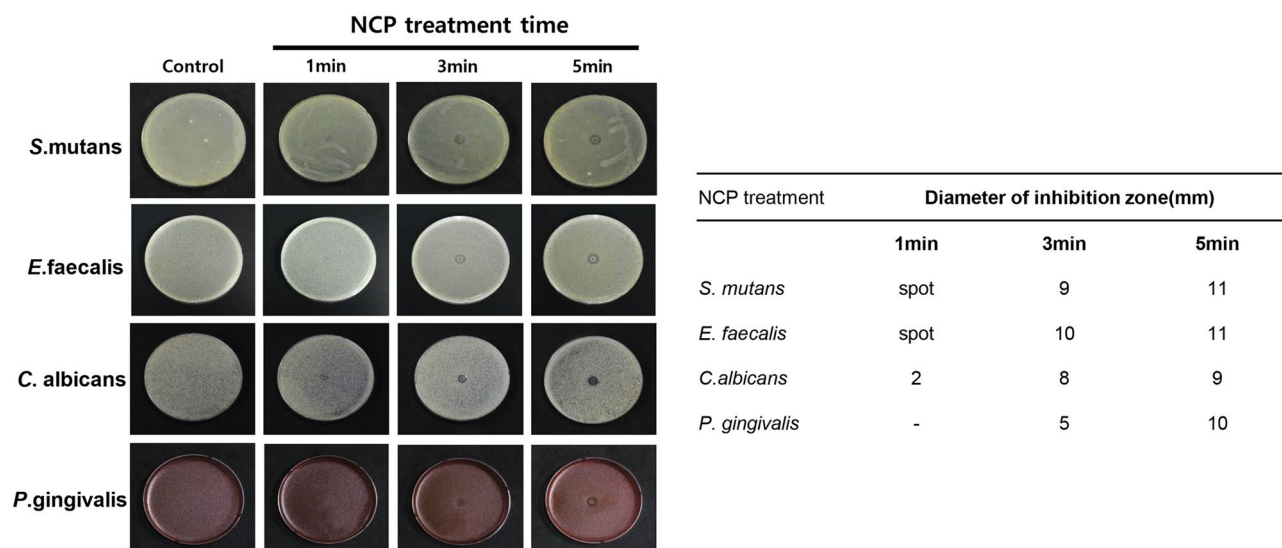 NCP treatment time
Control 1min 3min 5min
S.mutans
E.faecalis
C. albicans
P.gingivalis
NCP treatment Diameter of inhibition zone(mm)
1min 3min 5min
S. mutans spot 9 11
E. faecalis spot 10 11
C.albicans 2 8 9
P. gingivalis - 5 10